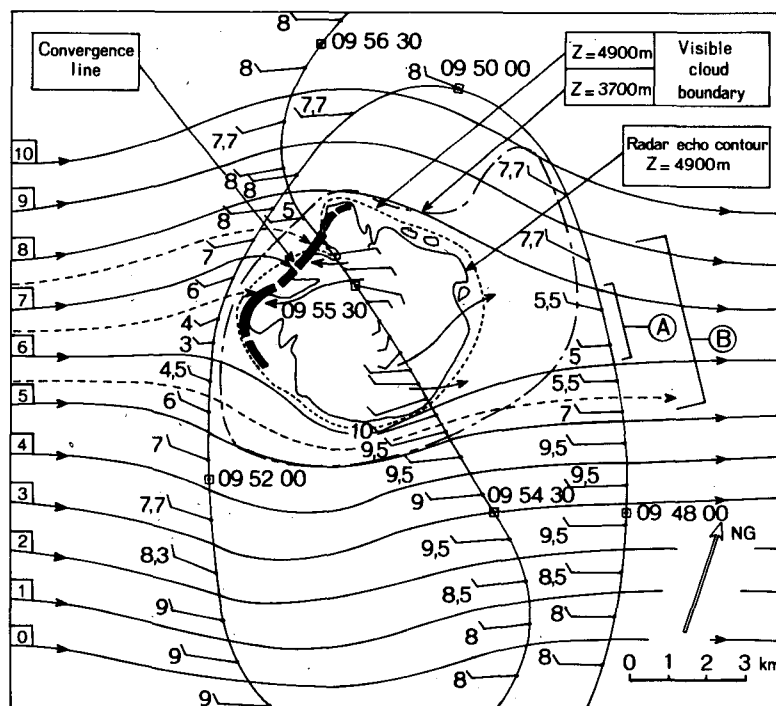 8
09 56 30
Convergence
line
8
8
09 50 00
Z = 4900m
Z = 3700m
Visible
cloud
boundary
7,7
7,7
Radar echo contour
Z = 4900m
10
7,7
8
8
8
5
9
8
7
7,7
8
6
5,5
A
B
7
4
09 55 30
3
5
6
4,5
5,5
6
7
5
10
9,5
9,5
7
9,5
9,5
4
09 52 00
9
09 54 30
3
7,7
9,5
09 48 00
9,5
NG
2
8,3
8,5
8,5
1
9
8
8
0
9
8
8
0 1 2 3 km
9